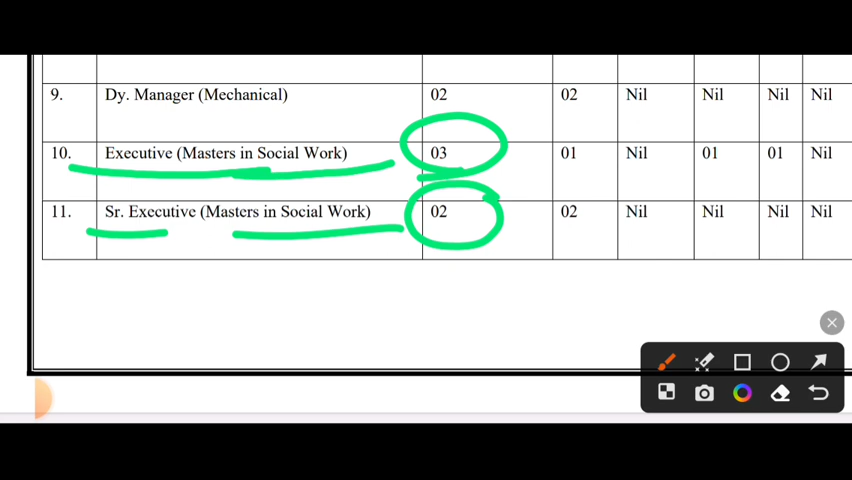 9. Dy. Manager (Mechanical) 02 02 Nil Nil Nil Nil
10. Executive (Masters in Social Work) 03 01 Nil 01 01 Nil
11. Sr. Executive (Masters in Social Work) 02 02 Nil Nil Nil Nil